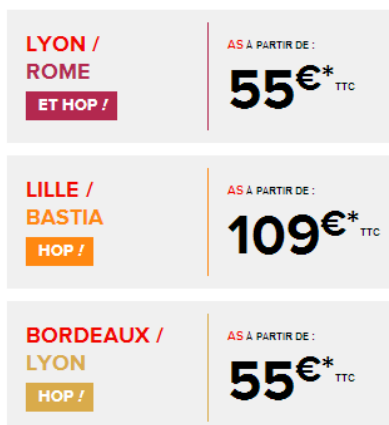 LYON /
ROME
ET HOP !
AS À PARTIR DE :
55€*TTC
LILLE /
BASTIA
HOP !
AS À PARTIR DE :
109€*TTC
BORDEAUX /
LYON
HOP !
AS À PARTIR DE :
55€*TTC